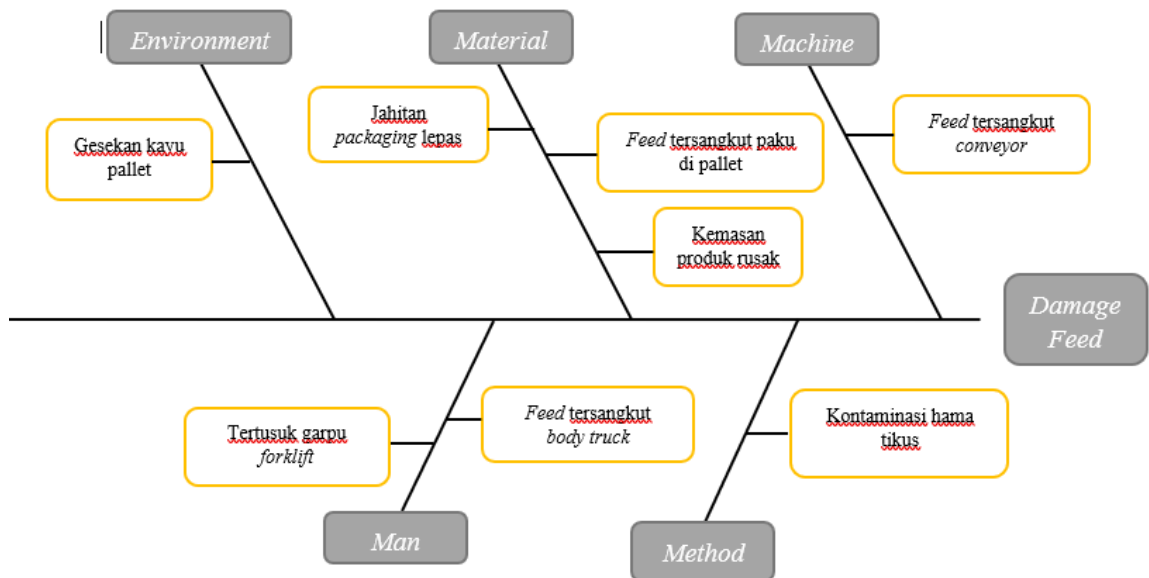 Environment
Material
Machine
Gesekan kayu
pallet
Jahitan
packaging lepas
Feed tersangkut paku
di pallet
Kemasan
produk rusak
Feed tersangkut
conveyor
Damage
Feed
Tertusuk garpu
forklift
Feed tersangkut
body truck
Kontaminasi hama
tikus
Man
Method